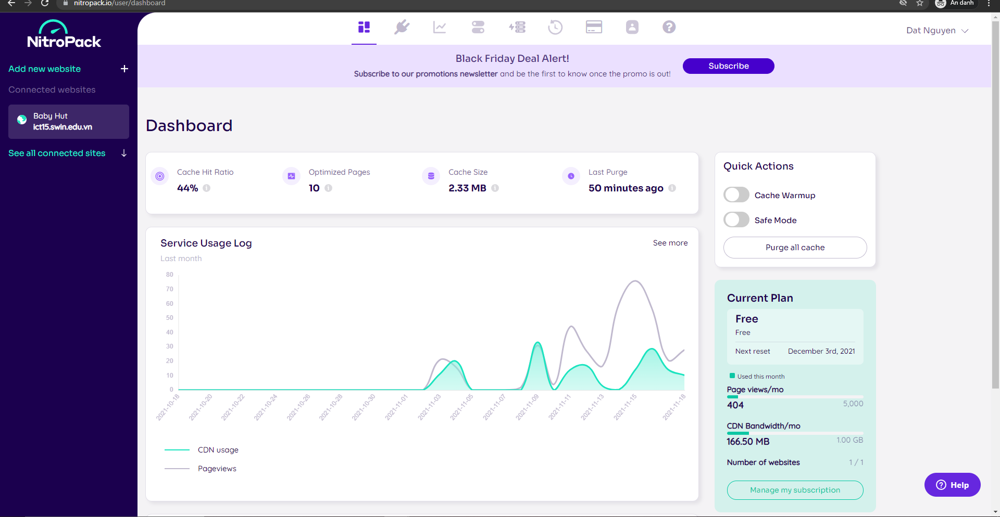 nitropack.io/user/dashboard
Ẩn danh
NitroPack
Dat Nguyen
Black Friday Deal Alert!
Subscribe to our promotions newsletter and be the first to know once the promo is out!
Subscribe
Add new website +
Connected websites
Baby Hut
ict15.swin.edu.vn
See all connected sites ↓
Dashboard
Cache Hit Ratio
44%
Optimized Pages
10
Cache Size
2.33 MB
Last Purge
50 minutes ago
Quick Actions
Cache Warmup
Safe Mode
Purge all cache
Service Usage Log
See more
Last month
80
70
60
50
40
30
20
10
0
2021-10-18
2021-10-20
2021-10-22
2021-10-24
2021-10-26
2021-10-28
2021-10-30
2021-11-01
2021-11-03
2021-11-05
2021-11-07
2021-11-09
2021-11-11
2021-11-13
2021-11-15
2021-11-18
CDN usage
Pageviews
Current Plan
Free
Free
Next reset December 3rd, 2021
Used this month
Page views/mo
404 5,000
CDN Bandwidth/mo
166.50 MB 1.00 GB
Number of websites 1 / 1
Manage my subscription
? Help